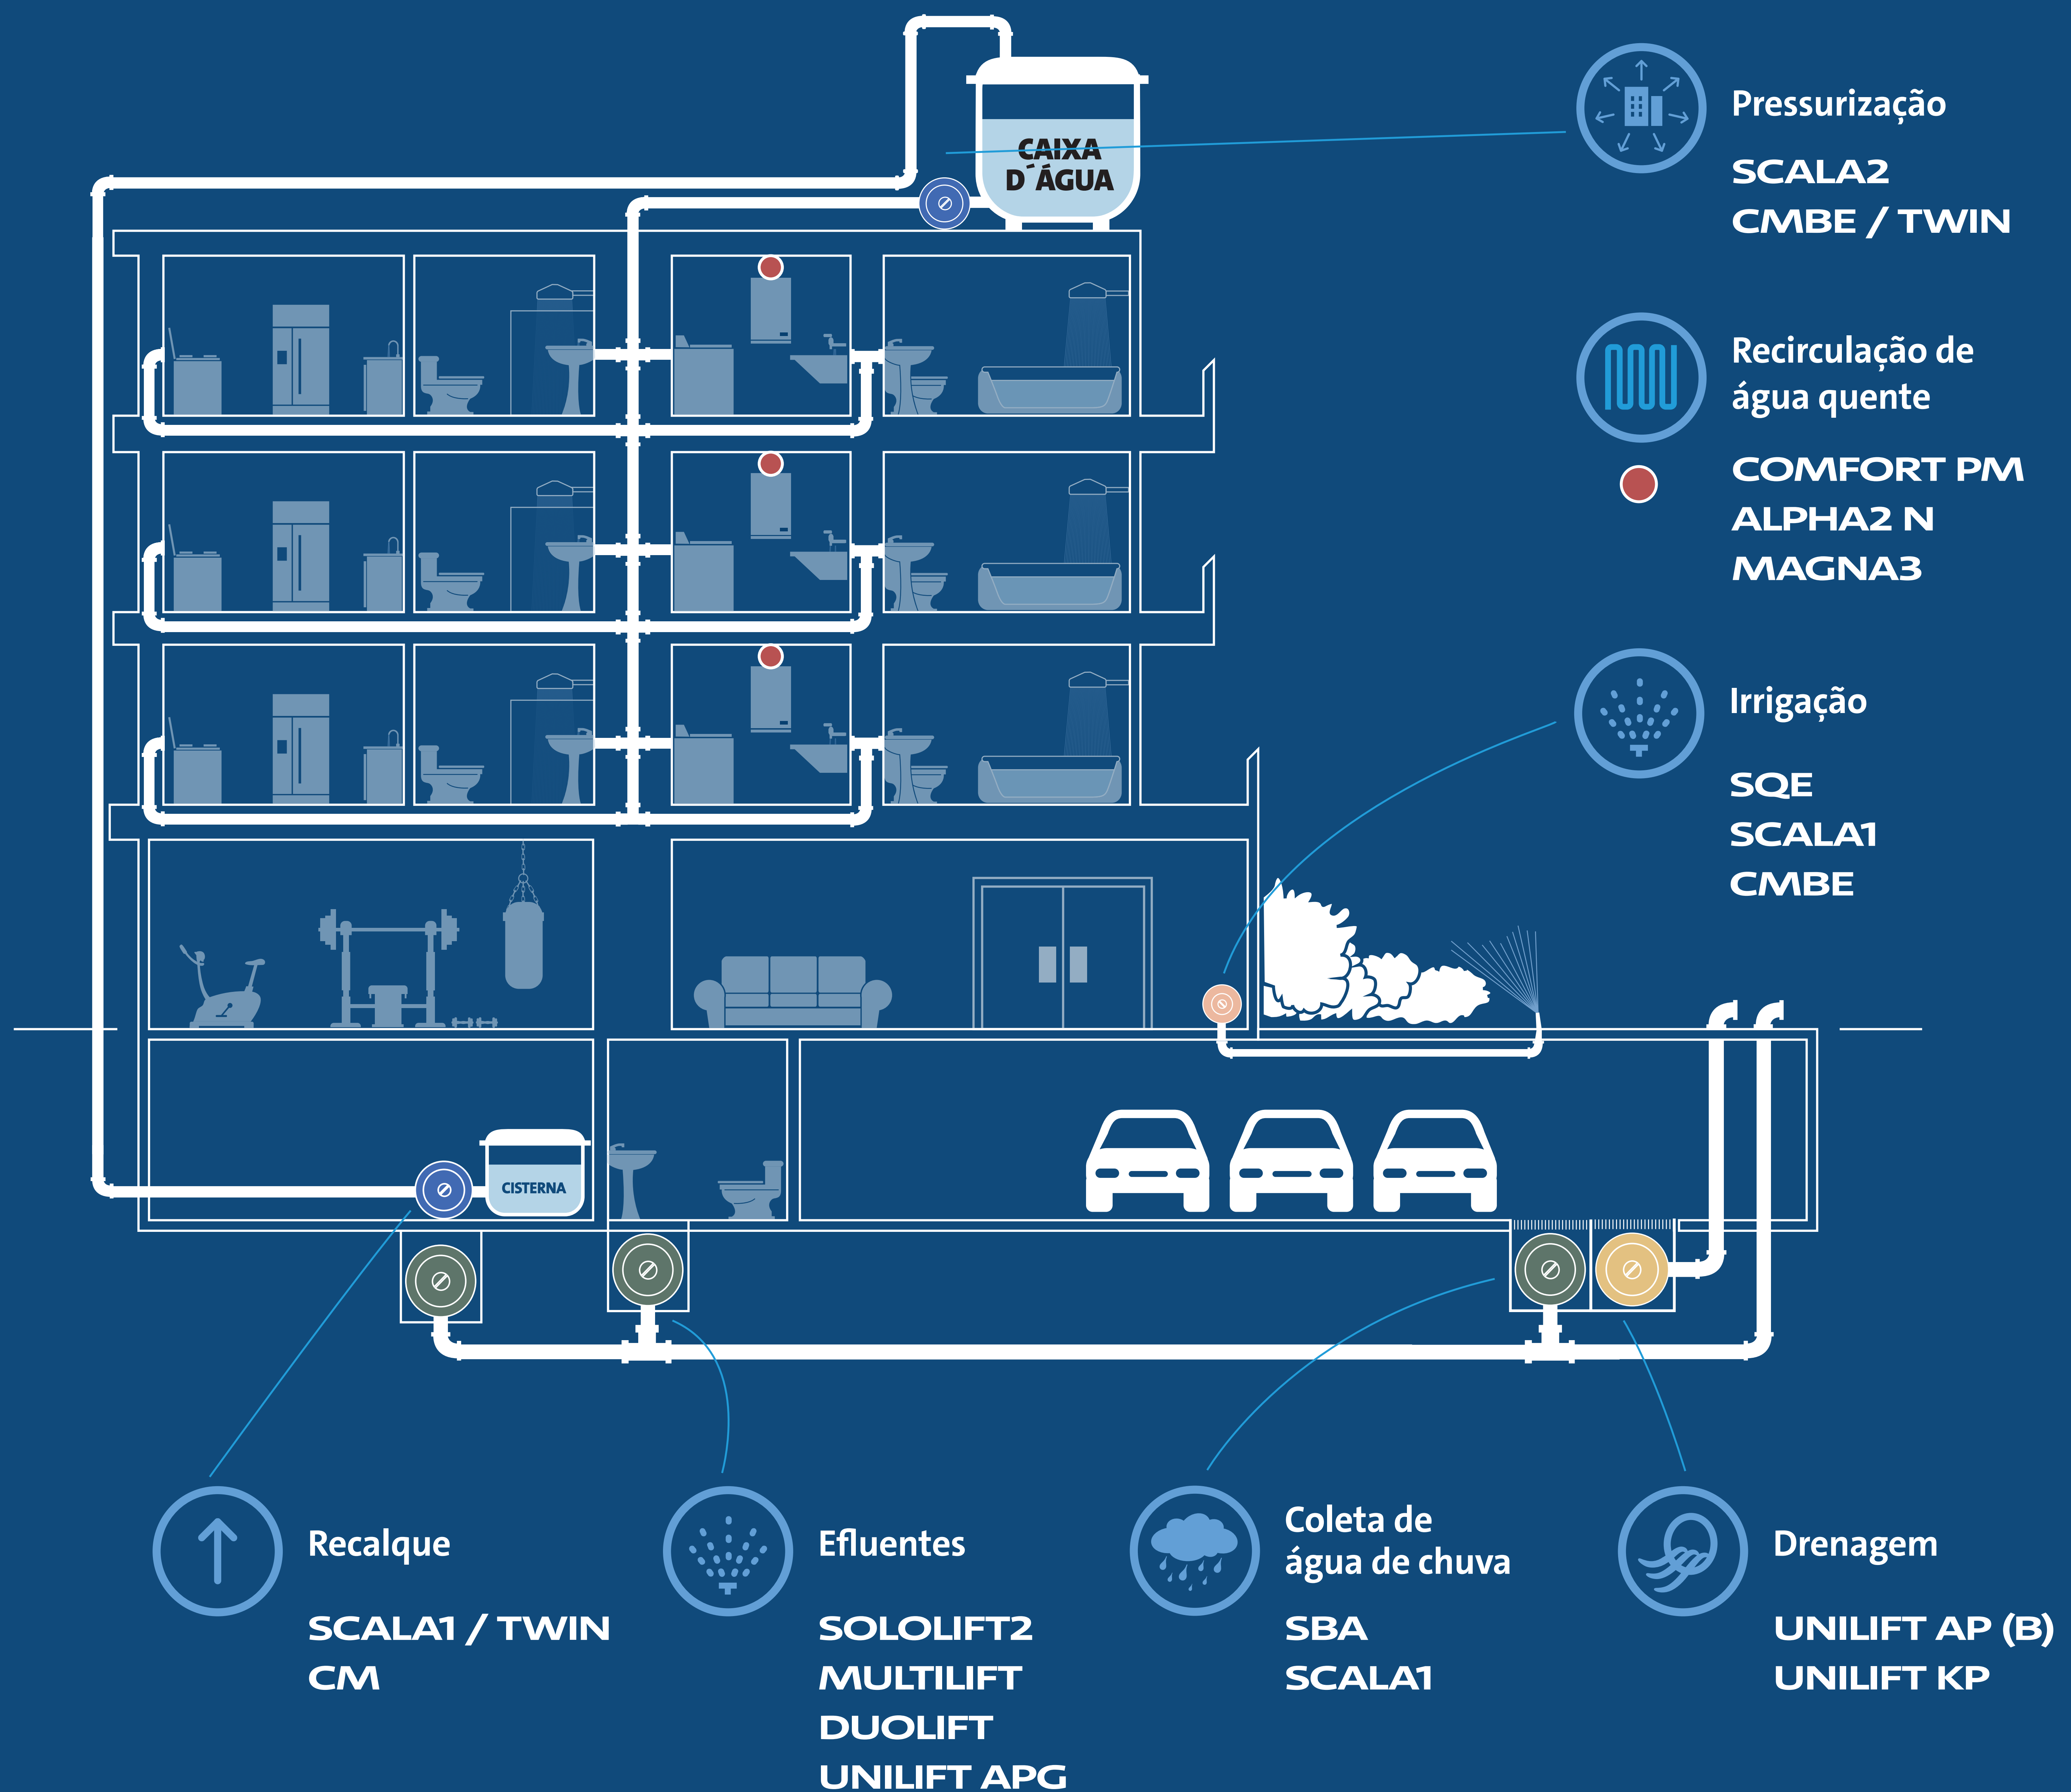 CAIXA
D´ÁGUA
Pressurização
SCALA2
CMBE / TWIN
Recirculação de
água quente
COMFORT PM
ALPHA2 N
MAGNA3
Irrigação
SQE
SCALA1
CMBE
CISTERNA
Recalque
SCALA1 / TWIN
CM
Efluentes
SOLOLIFT2
MULTILIFT
DUOLIFT
UNILIFT APG
Coleta de
água de chuva
SBA
SCALA1
Drenagem
UNILIFT AP (B)
UNILIFT KP